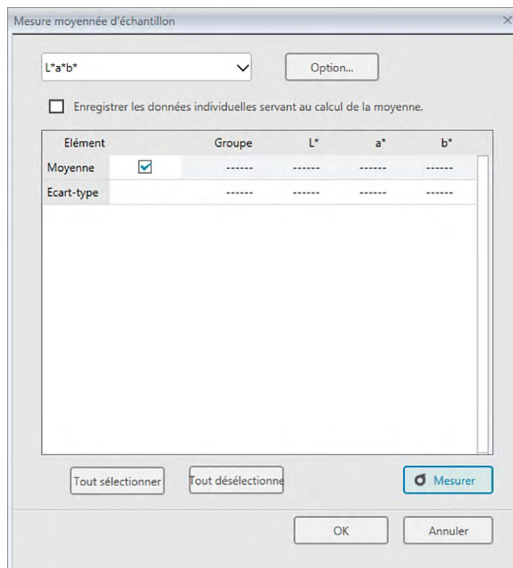 Mesure moyennée d'échantillon
L*a*b*
Option...
Enregistrer les données individuelles servant au calcul de la moyenne.
Elément Groupe L* a* b*
Moyenne ------ ------ ------ ------
Ecart-type ------ ------ ------ ------
Tout sélectionner Tout désélectionne Mesurer
OK Annuler